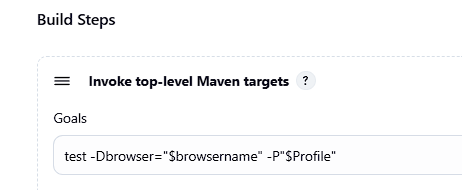 Build Steps
Invoke top-level Maven targets ?
Goals
test -Dbrowser="$browsername" -P"$Profile"